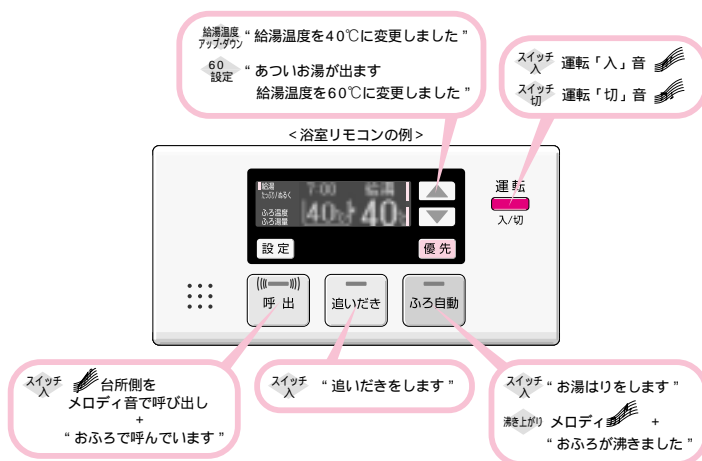 給湯温度
アップ・ダウン
“ 給湯温度を40℃に変更しました ”
60
設定
“ あついお湯が出ます
給湯温度を60℃に変更しました ”
スイッチ
入
運転「入」音
スイッチ
切
運転「切」音
<浴室リモコンの例>
給湯
たっぷり/ぬるく
7:00
給湯
ふろ温度
ふろ湯量
40
40
運転
入/切
設定
優先
呼出
追いだき
ふろ自動
スイッチ
入
台所側を
メロディ音で呼び出し
+
“ おふろで呼んでいます ”
スイッチ
入
“ 追いだきをします ”
スイッチ
入
“ お湯はりをします ”
沸き上がり
メロディ
+
“ おふろが沸きました ”